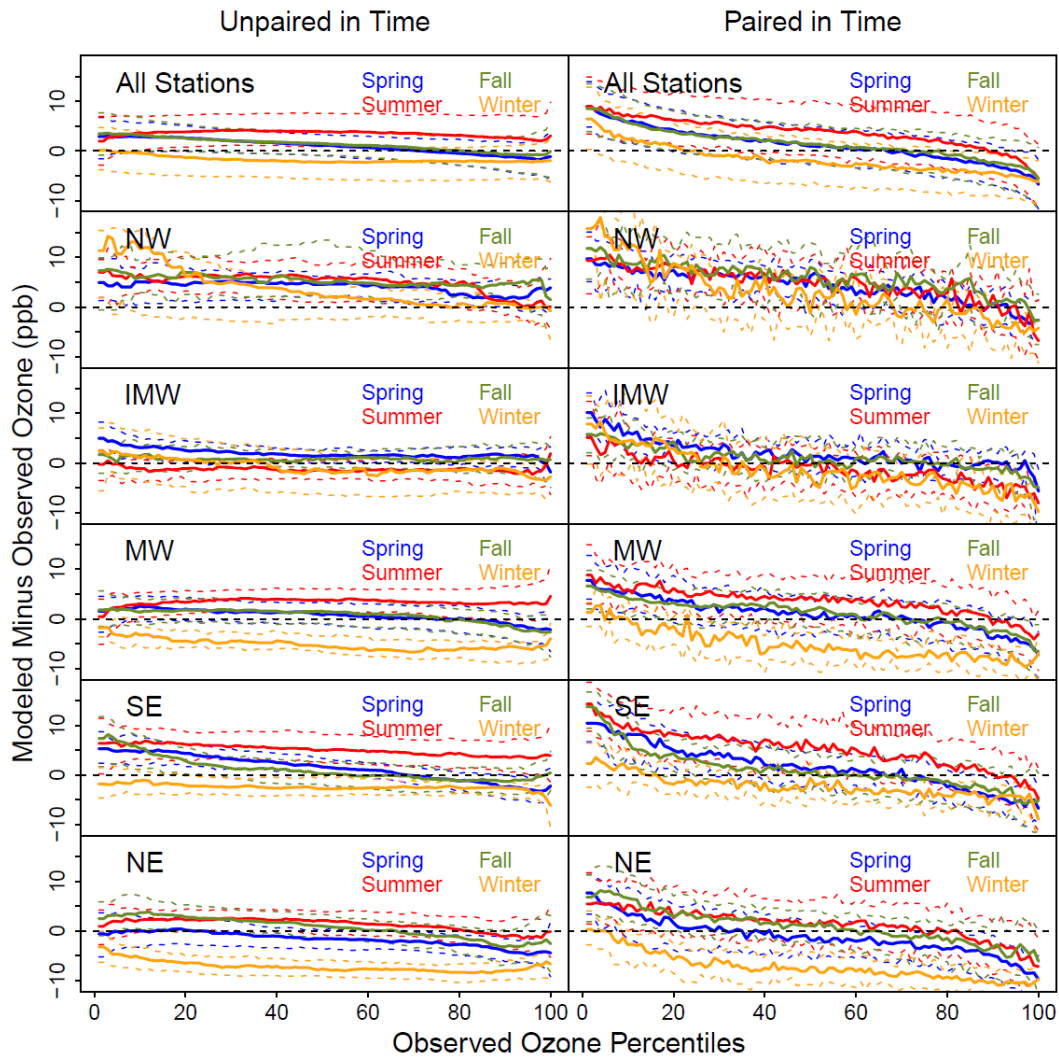 Unpaired in Time Paired in Time
All Stations Spring Fall All Stations Spring Fall
Summer Winter Summer Winter
NW Spring Fall NW Spring Fall
Summer Winter Summer Winter
IMW Spring Fall IMW Spring Fall
Summer Winter Summer Winter
MW Spring Fall MW Spring Fall
Summer Winter Summer Winter
SE Spring Fall SE Spring Fall
Summer Winter Summer Winter
NE Spring Fall NE Spring Fall
Summer Winter Summer Winter
−10 0 10
−10 0 10
−10 0 10
−10 0 10
−10 0 10
−10 0 10
Modeled Minus Observed Ozone (ppb)
0 20 40 60 80 100 0 20 40 60 80 100
Observed Ozone Percentiles